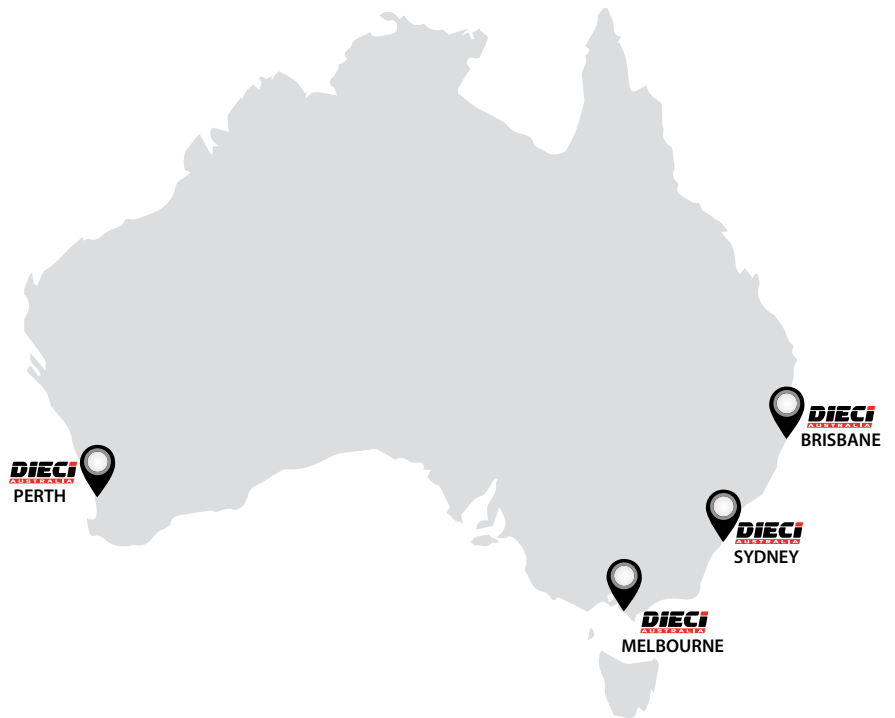 DIECI
AUSTRALIA
BRISBANE
DIECI
AUSTRALIA
PERTH
DIECI
AUSTRALIA
SYDNEY
DIECI
AUSTRALIA
MELBOURNE